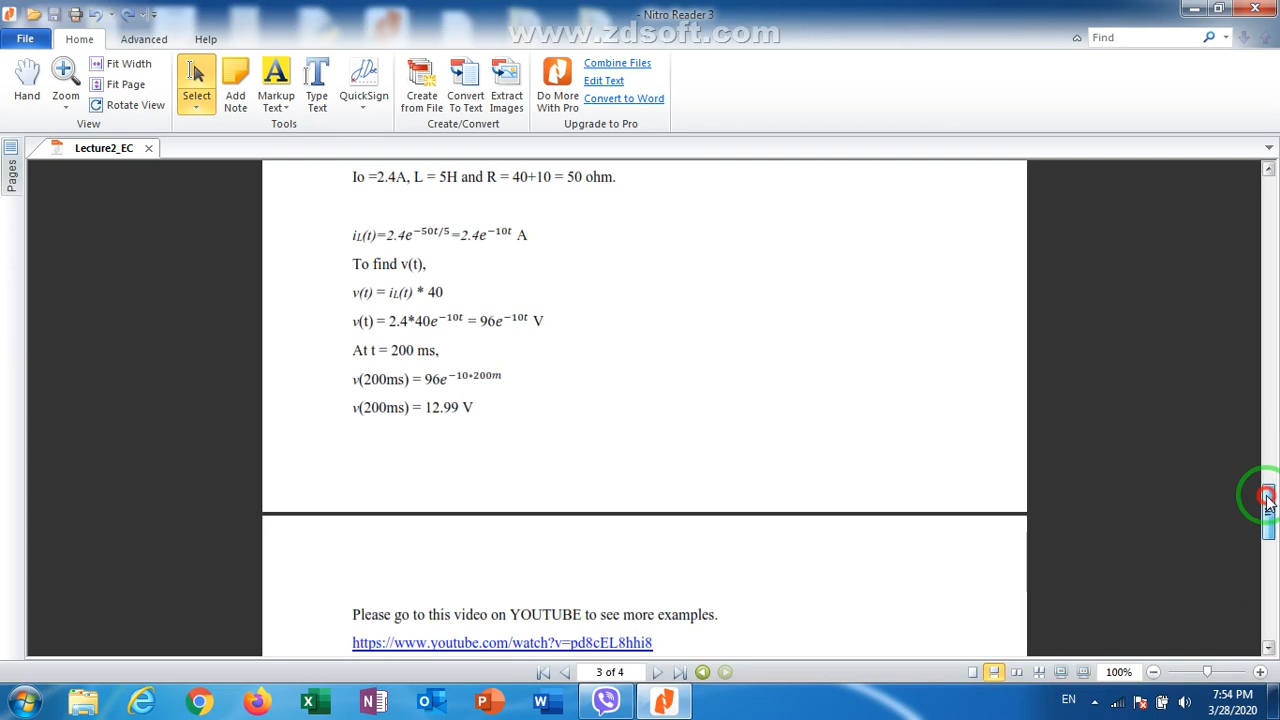 - Nitro Reader 3
www.zdsoft.com
File
Home
Advanced
Help
Find
Hand
Zoom
Fit Width
Fit Page
Rotate View
View
Select
Add Note
Markup Text
Type Text
QuickSign
Tools
Create from File
Convert To Text
Extract Images
Create/Convert
Do More With Pro
Combine Files
Edit Text
Convert to Word
Upgrade to Pro
Pages
Lecture2_EC
Io =2.4A, L = 5H and R = 40+10 = 50 ohm.
iL(t)=2.4e^−50t/5=2.4e^−10t A
To find v(t),
v(t) = iL(t) * 40
v(t) = 2.4*40e^−10t = 96e^−10t V
At t = 200 ms,
v(200ms) = 96e^−10∗200m
v(200ms) = 12.99 V
Please go to this video on YOUTUBE to see more examples.
https://www.youtube.com/watch?v=pd8cEL8hhi8
3 of 4
100%
EN
7:54 PM
3/28/2020